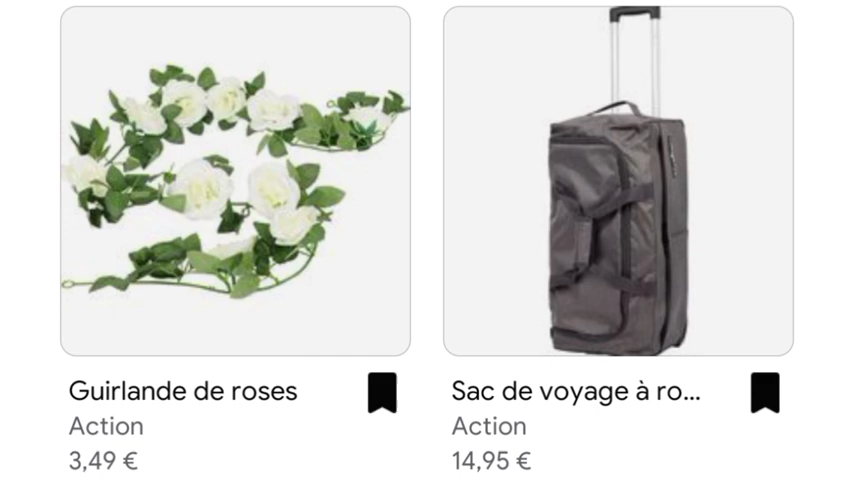 Guirlande de roses
Action
3,49 €
Sac de voyage à ro...
Action
14,95 €